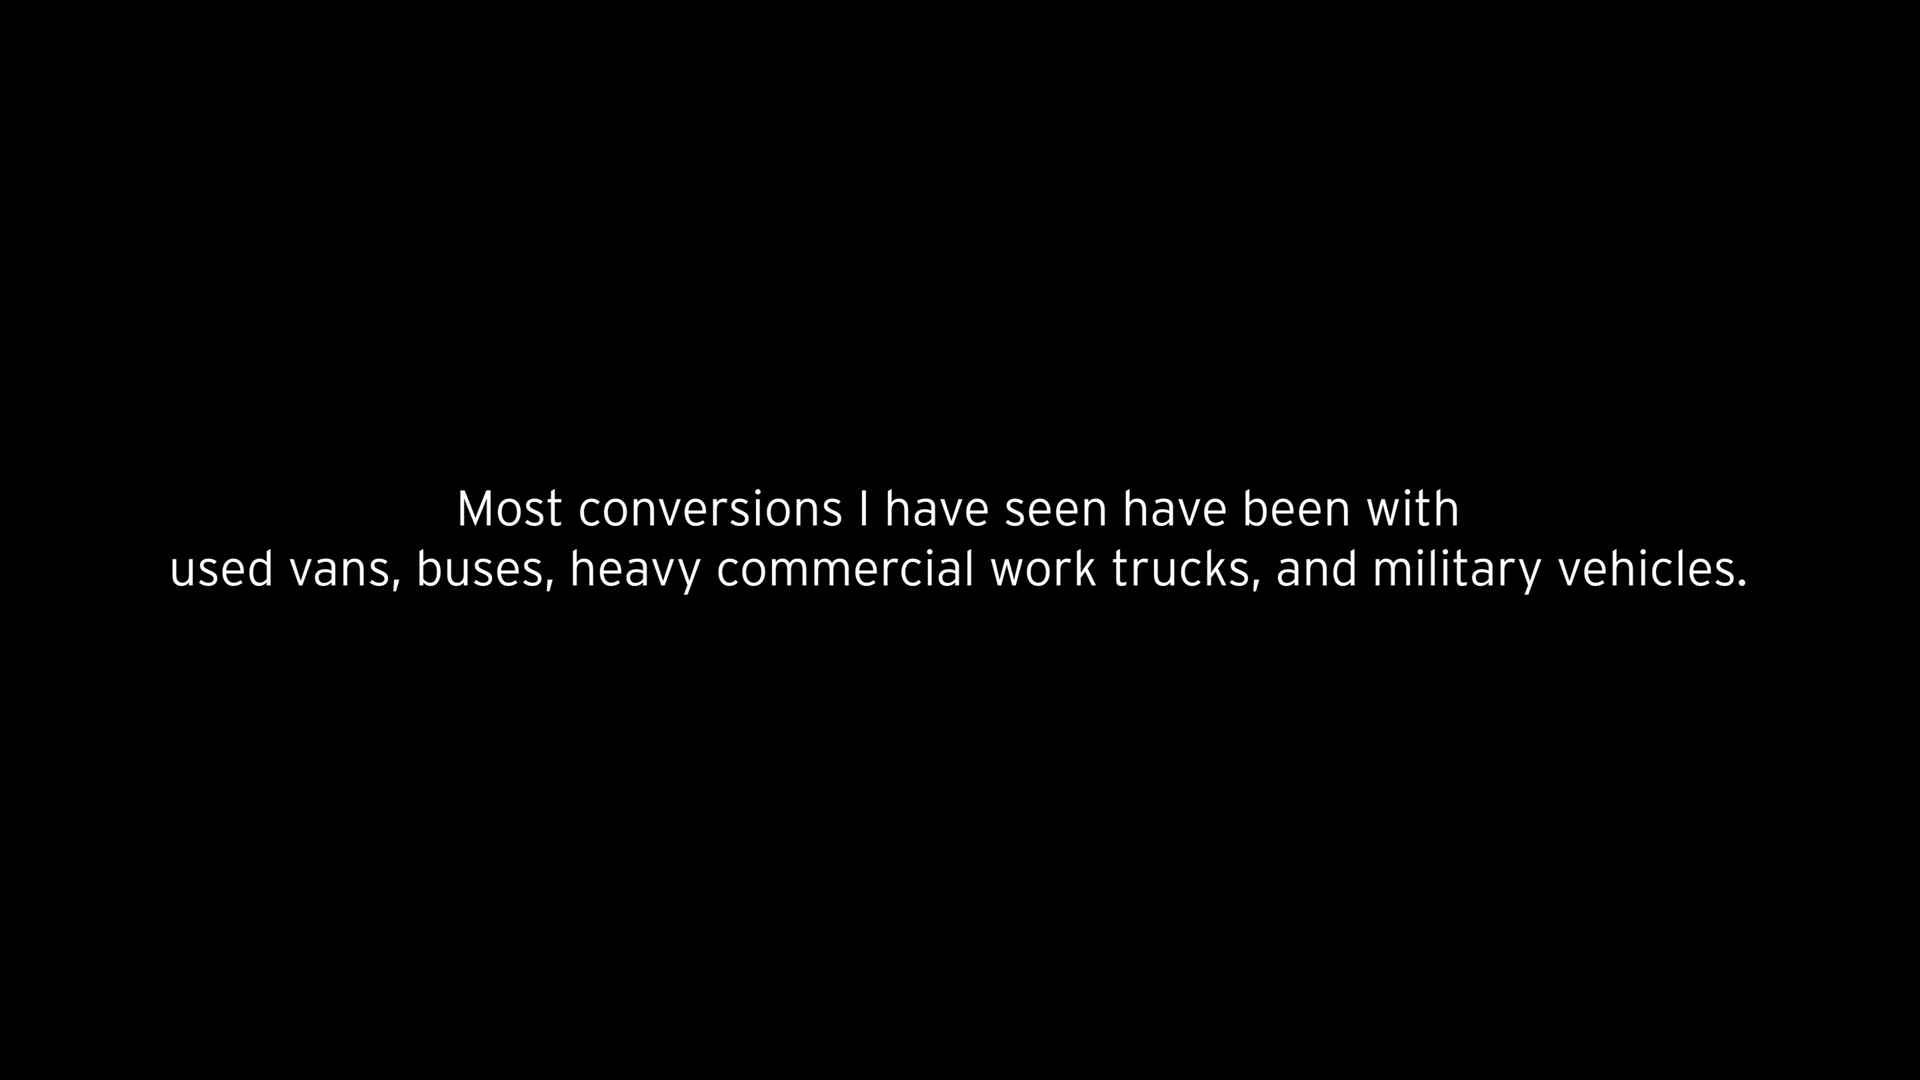 Most conversions I have seen have been with
used vans, buses, heavy commercial work trucks, and military vehicles.